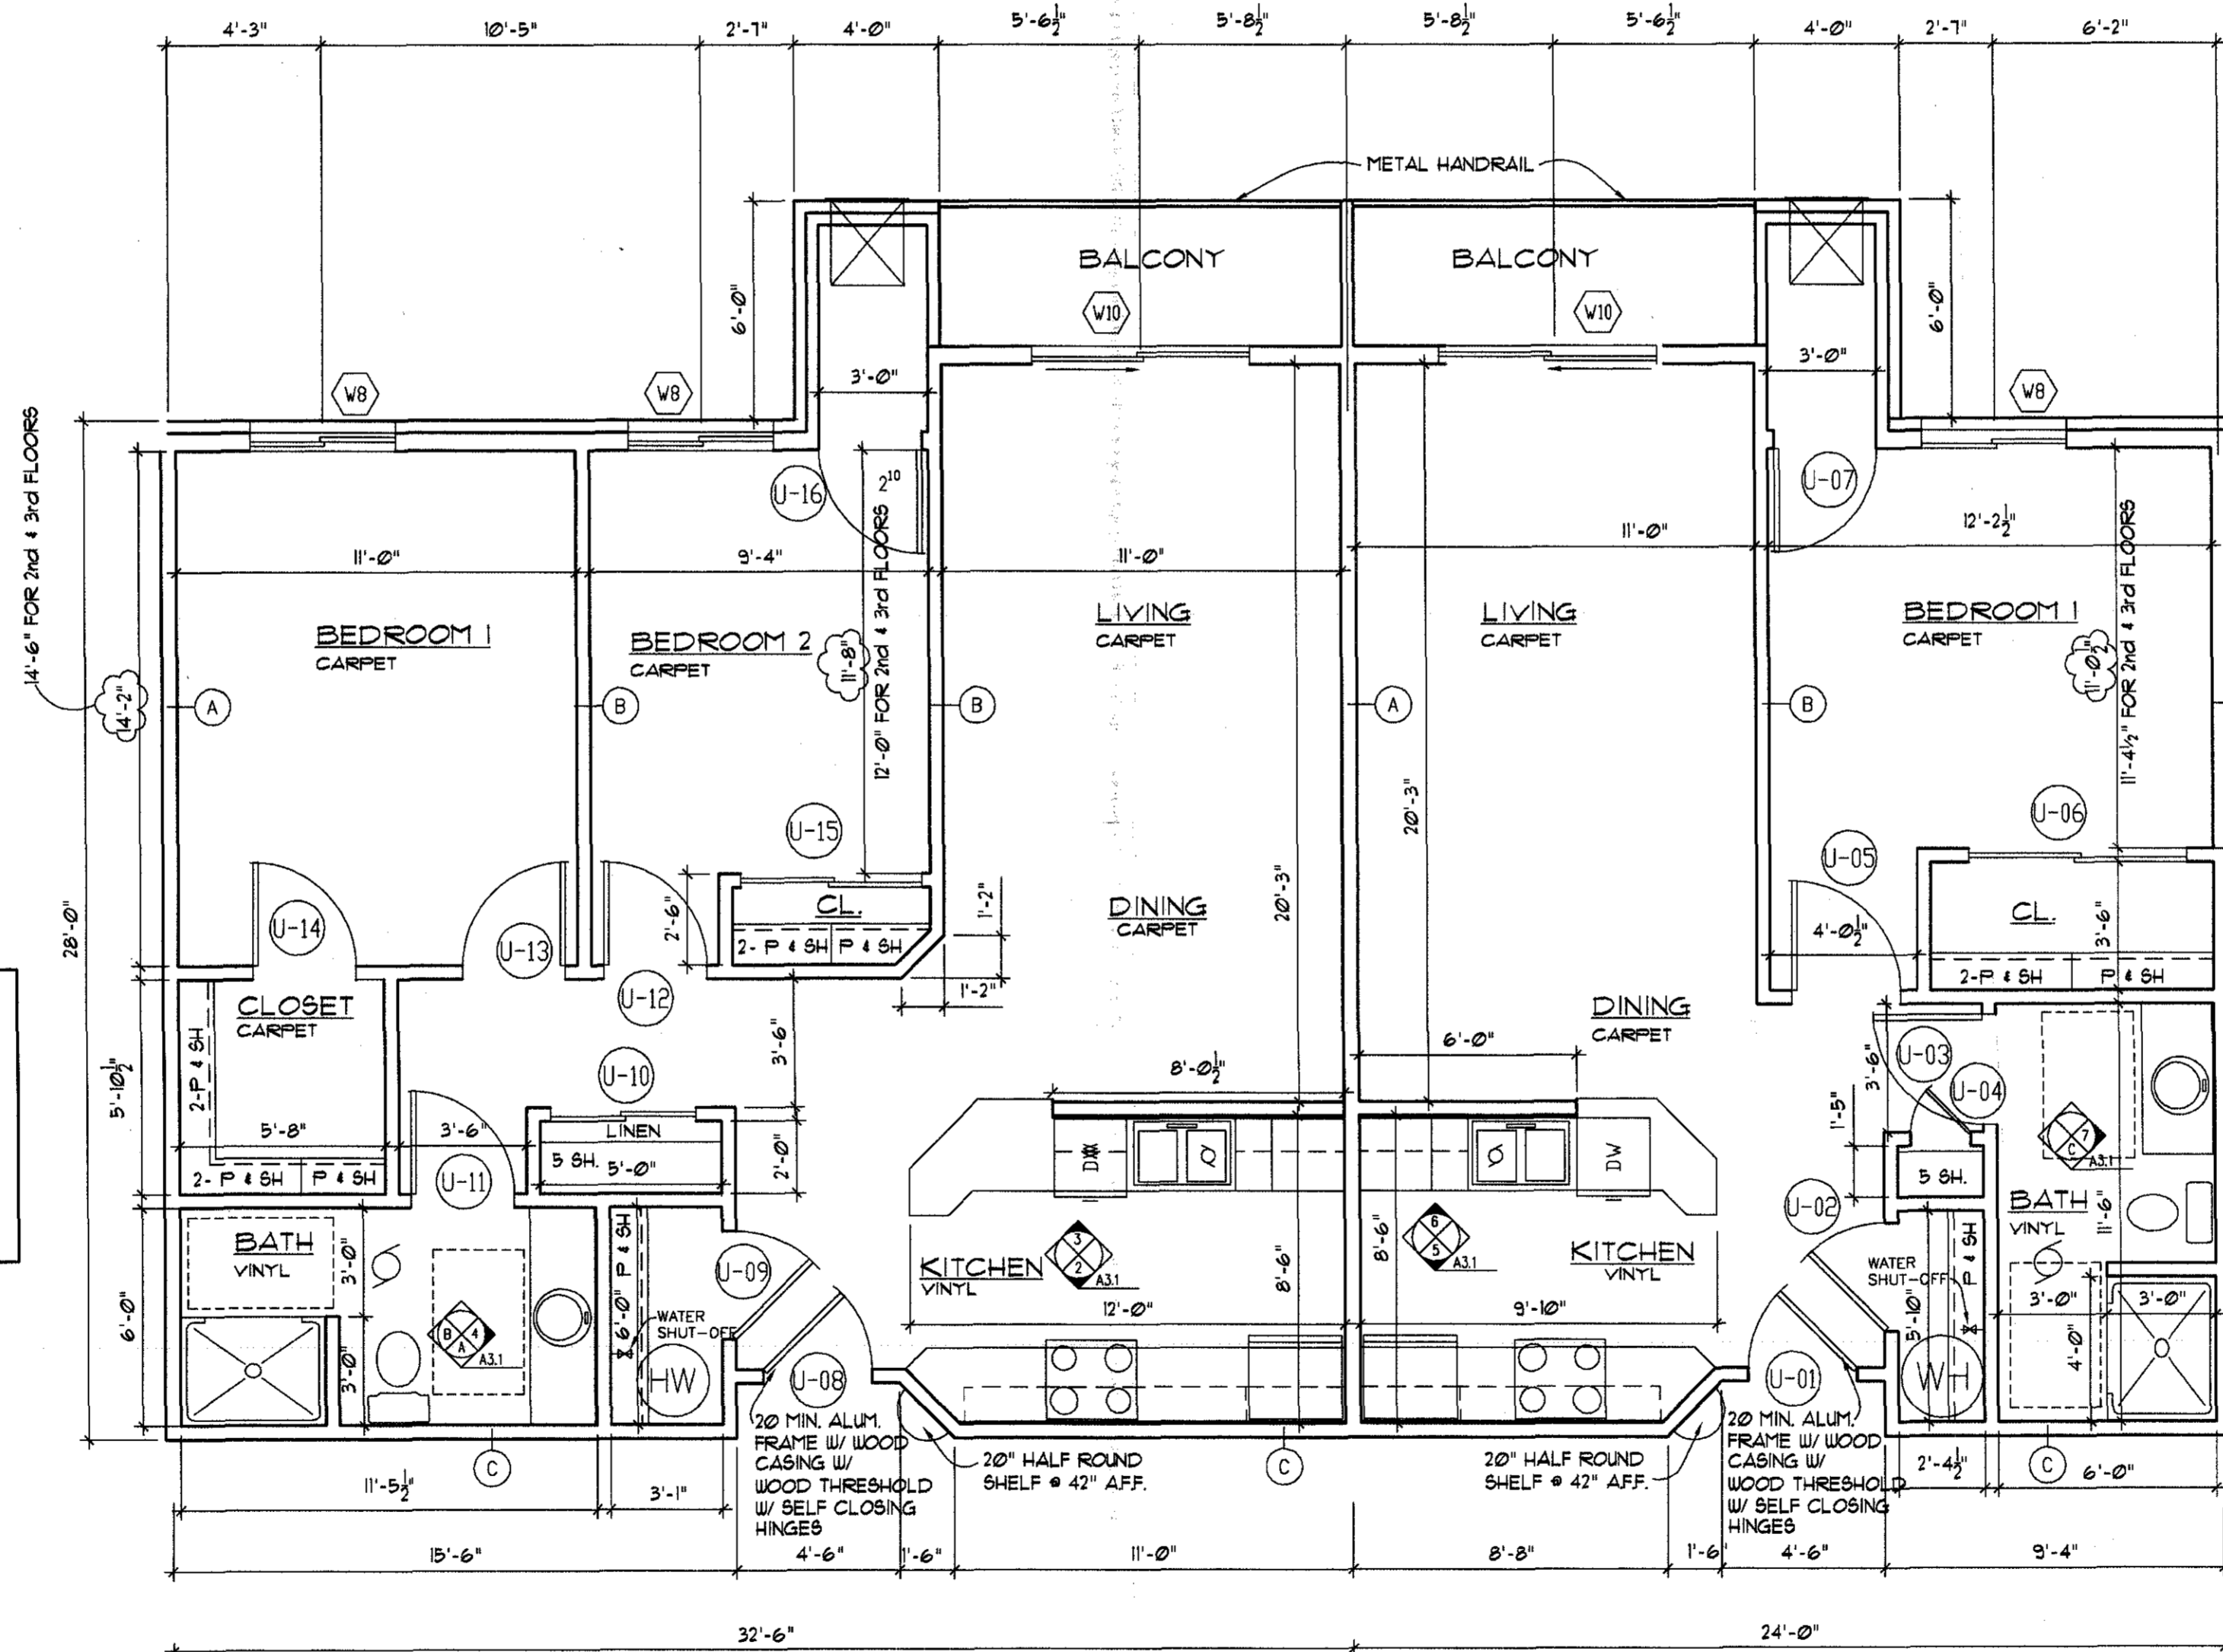 4'-3" 10'-5" 2'-7" 4'-0" 5'-6½" 5'-8½" 5'-8½" 5'-6½" 4'-0" 2'-7" 6'-2"
METAL HANDRAIL
BALCONY BALCONY
6'-0" W10 W10 6'-0"
W8 W8 3'-0" 3'-0" W8
14'-6" FOR 2nd & 3rd FLOORS
U-16 2¹⁰ U-07
11'-0" 9'-4" 11'-0" 11'-0" 12'-2½"
12'-0" FOR 2nd & 3rd FLOORS
11'-4½" FOR 2nd & 3rd FLOORS
BEDROOM 1
CARPET
BEDROOM 2
CARPET
LIVING
CARPET
LIVING
CARPET
BEDROOM 1
CARPET
14'-2" 11'-8" 11'-0½"
A B B A B
U-15 20'-3" U-06
U-05
28'-0" U-14 U-13 2'-6" CL. 1'-2" 20'-3" CL.
2- P & SH P & SH 1'-2"
DINING
CARPET
4'-0½" 3'-6"
2-P & SH P & SH
U-12
CLOSET
CARPET
DINING
CARPET
2-P & SH
5'-10½" U-10 3'-6" 8'-0½" 6'-0" 3'-6" U-03
U-04
1'-5"
5'-8" 3'-6" LINEN
5 SH. 5'-0" 2'-0"
2- P & SH P & SH U-11
DW DW
7
C
A3.1
5 SH.
U-02
BATH
VINYL
11'-6"
BATH
VINYL
3'-0" 6'-0" 3'-0"
P & SH 6'-0"
U-09
WATER
SHUT-OFF
HW
B 4
A
A3.1
KITCHEN
VINYL
3
2
A3.1
12'-0" 8'-6"
8'-6"
6
5
A3.1
KITCHEN
VINYL
9'-10"
WATER
SHUT-OFF
P & SH
5'-10" 3'-0" 3'-0" 4'-0"
WH
U-08 U-01
20 MIN. ALUM.
FRAME W/ WOOD
CASING W/
WOOD THRESHOLD
W/ SELF CLOSING
HINGES
20" HALF ROUND
SHELF @ 42" A.F.F.
20" HALF ROUND
SHELF @ 42" A.F.F.
20 MIN. ALUM.
FRAME W/ WOOD
CASING W/
WOOD THRESHOLD
W/ SELF CLOSING
HINGES
C C C
11'-5½" 3'-1" 2'-4½" 6'-0"
15'-6" 4'-6" 1'-6" 11'-0" 8'-8" 1'-6 4'-6" 9'-4"
32'-6" 24'-0"